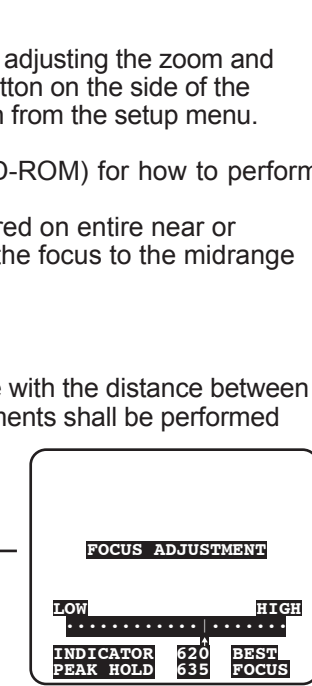 adjusting the zoom and
tton on the side of the
n from the setup menu.
D-ROM) for how to perform
red on entire near or
the focus to the midrange
e with the distance between
ments shall be performed
FOCUS ADJUSTMENT
LOW HIGH
INDICATOR 620 BEST
PEAK HOLD 635 FOCUS